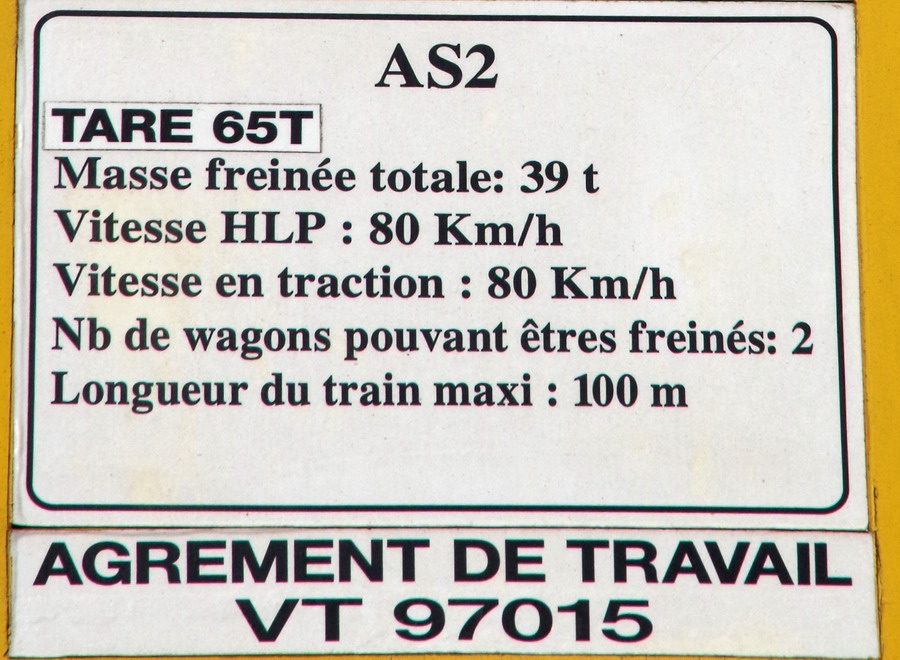 AS2
TARE 65T
Masse freinée totale: 39 t
Vitesse HLP : 80 Km/h
Vitesse en traction : 80 Km/h
Nb de wagons pouvant êtres freinés: 2
Longueur du train maxi : 100 m
AGREMENT DE TRAVAIL
VT 97015